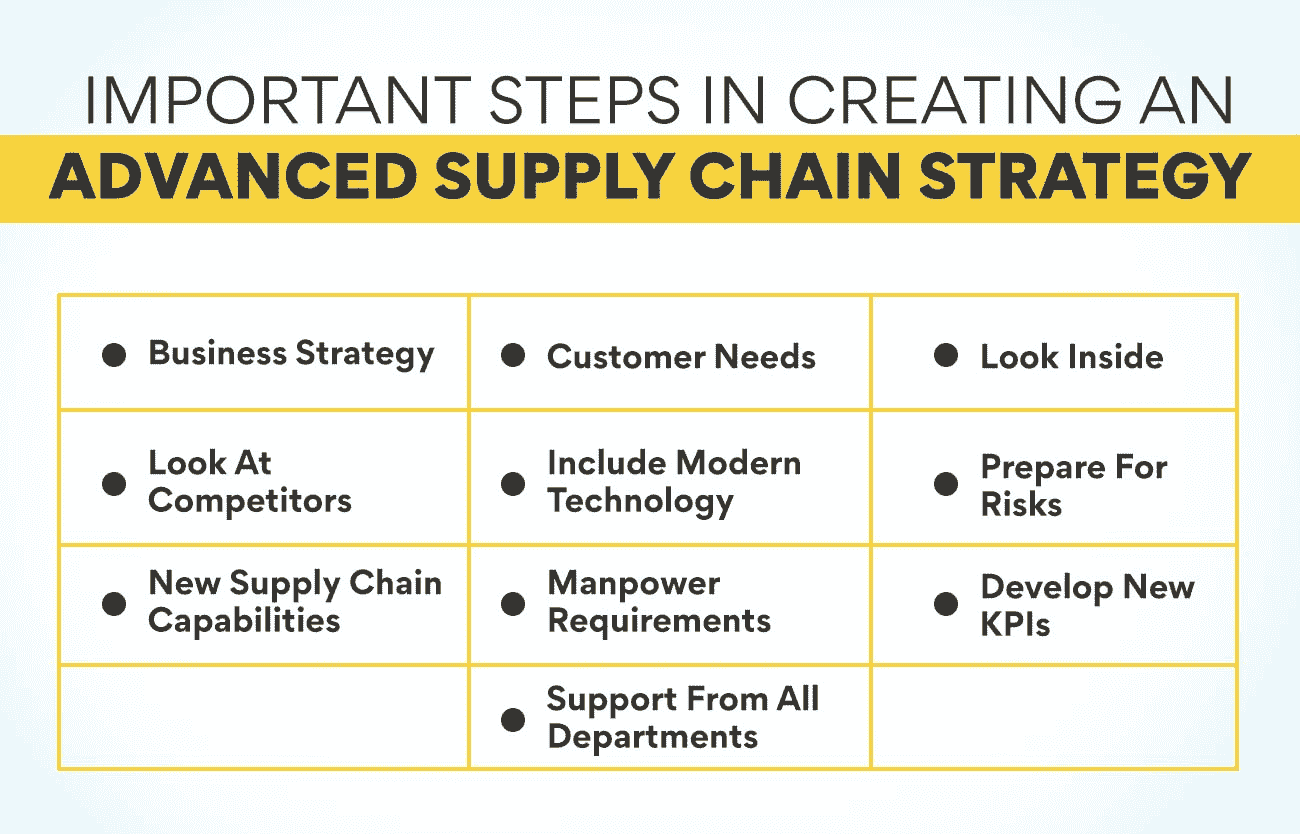 IMPORTANT STEPS IN CREATING AN
ADVANCED SUPPLY CHAIN STRATEGY
● Business Strategy
● Customer Needs
● Look Inside
● Look At
Competitors
● Include Modern
Technology
● Prepare For
Risks
● New Supply Chain
Capabilities
● Manpower
Requirements
● Develop New
KPIs
● Support From All
Departments